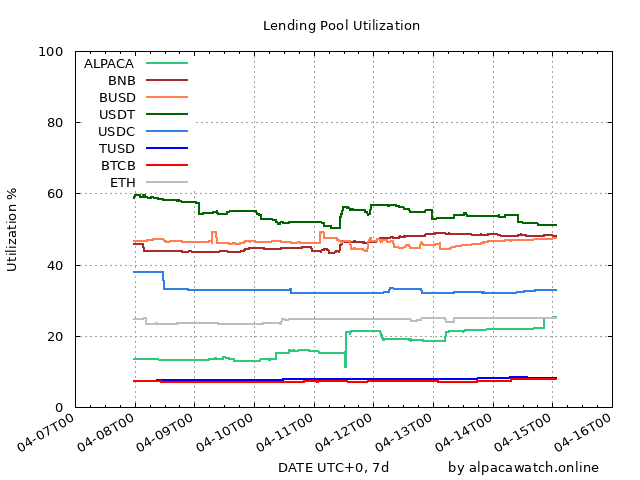 Lending Pool Utilization
100
80
60
40
20
0
Utilization %
ALPACA
BNB
BUSD
USDT
USDC
TUSD
BTCB
ETH
04-07T00
04-08T00
04-09T00
04-10T00
04-11T00
04-12T00
04-13T00
04-14T00
04-15T00
04-16T00
DATE UTC+0, 7d
by alpacawatch.online